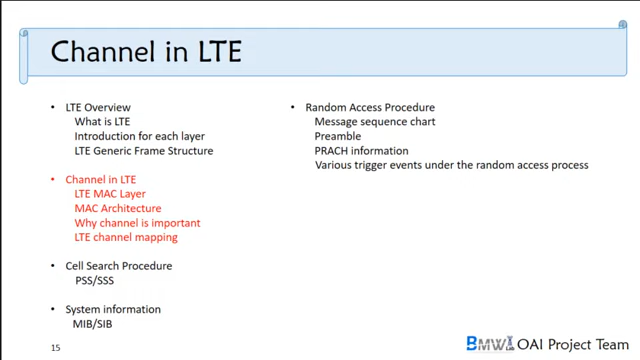 Channel in LTE
• LTE Overview
What is LTE
Introduction for each layer
LTE Generic Frame Structure
• Channel in LTE
LTE MAC Layer
MAC Architecture
Why channel is important
LTE channel mapping
• Cell Search Procedure
PSS/SSS
• System information
MIB/SIB
• Random Access Procedure
Message sequence chart
Preamble
PRACH information
Various trigger events under the random access process
15
BMW OAI Project Team